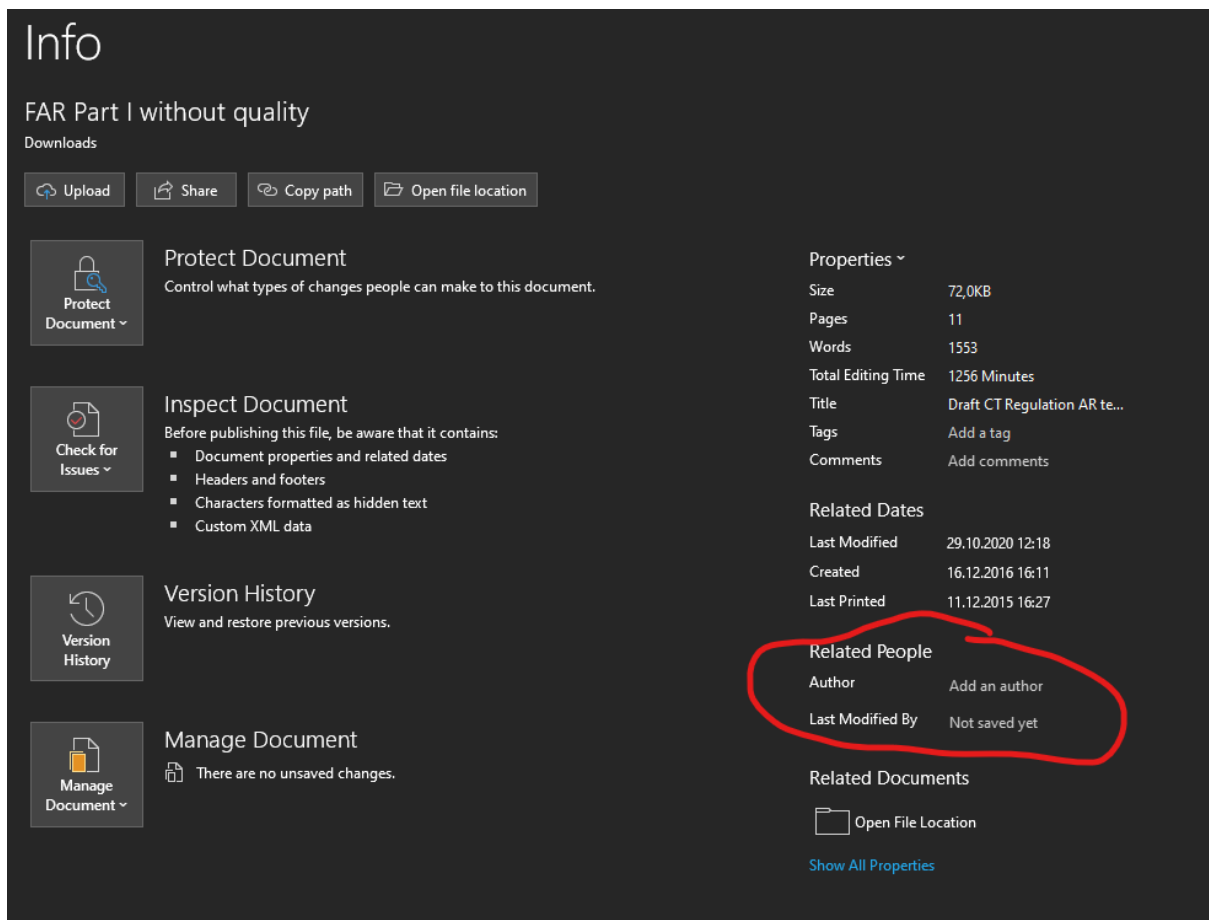 Info
FAR Part I without quality
Downloads
Upload
Share
Copy path
Open file location
Protect Document
Protect Document
Control what types of changes people can make to this document.
Check for Issues
Inspect Document
Before publishing this file, be aware that it contains:
Document properties and related dates
Headers and footers
Characters formatted as hidden text
Custom XML data
Version History
Version History
View and restore previous versions.
Manage Document
Manage Document
There are no unsaved changes.
Properties
Size 72,0KB
Pages 11
Words 1553
Total Editing Time 1256 Minutes
Title Draft CT Regulation AR te...
Tags Add a tag
Comments Add comments
Related Dates
Last Modified 29.10.2020 12:18
Created 16.12.2016 16:11
Last Printed 11.12.2015 16:27
Related People
Author Add an author
Last Modified By Not saved yet
Related Documents
Open File Location
Show All Properties